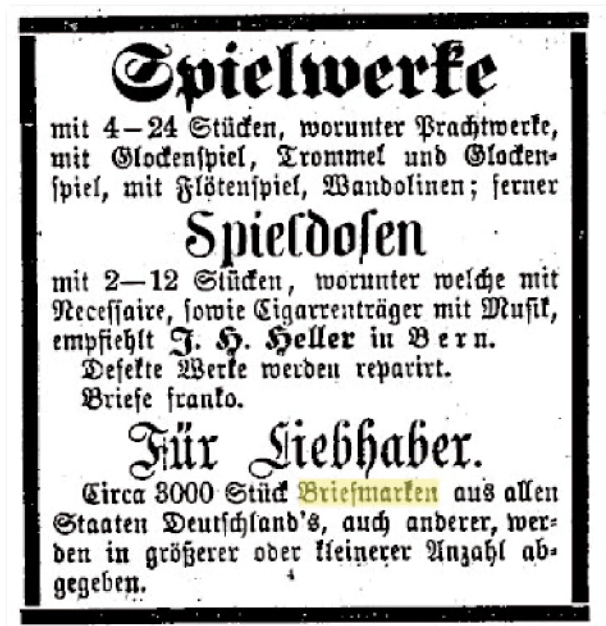 Spielwerke
mit 4—24 Stücken, worunter Prachtwerke,
mit Glockenspiel, Trommel und Glocken-
spiel, mit Flötenspiel, Mandolinen; ferner
Spieldosen
mit 2—12 Stücken, worunter welche mit
Necessaire, sowie Cigarrenträger mit Musik,
empfiehlt J. H. Heller in Bern.
Defekte Werke werden reparirt.
Briefe franko.
Für Liebhaber.
Circa 3000 Stück Briefmarken aus allen
Staaten Deutschland's, auch anderer, wer-
den in größerer oder kleinerer Anzahl ab-
gegeben.